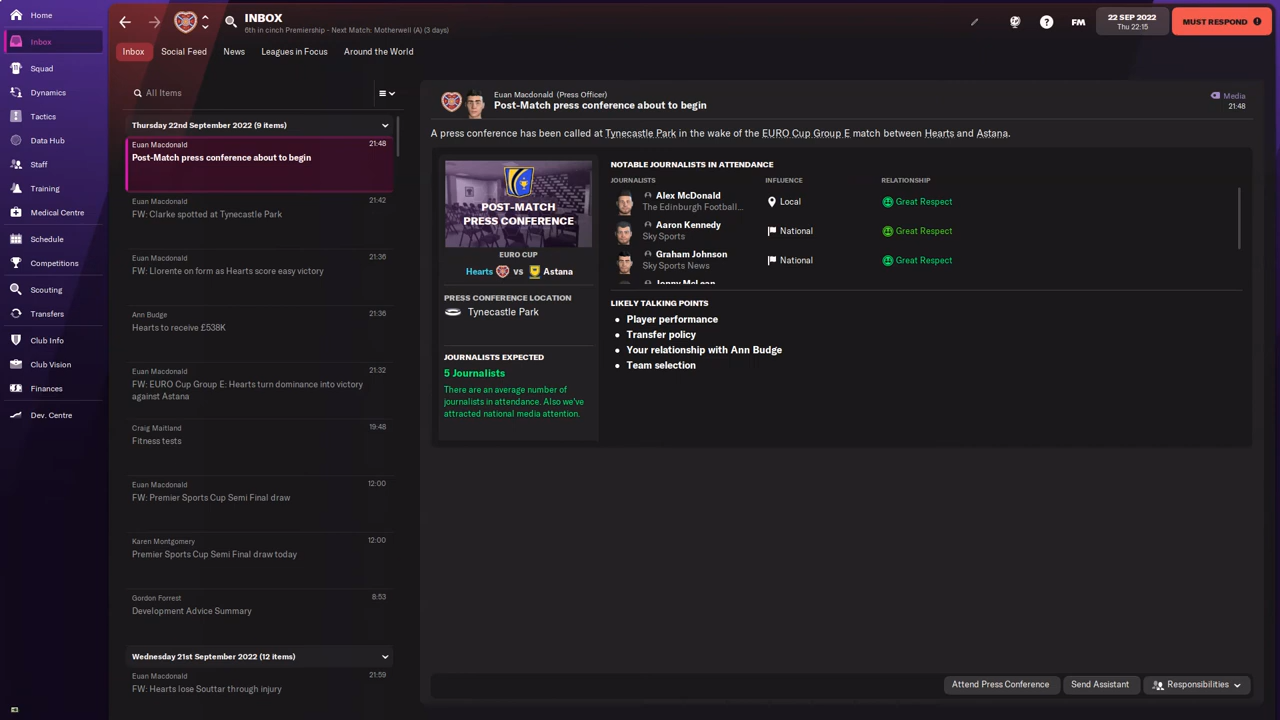 Home
Inbox
Squad
Dynamics
Tactics
Data Hub
Staff
Training
Medical Centre
Schedule
Competitions
Scouting
Transfers
Club Info
Club Vision
Finances
Dev. Centre
INBOX
6th in cinch Premiership - Next Match: Motherwell (A) (3 days)
FM
22 SEP 2022
Thu 22:15
MUST RESPOND
Inbox
Social Feed
News
Leagues in Focus
Around the World
All Items
Thursday 22nd September 2022 (9 items)
Euan Macdonald 21:48
Post-Match press conference about to begin
Euan Macdonald 21:42
FW: Clarke spotted at Tynecastle Park
Euan Macdonald 21:36
FW: Llorente on form as Hearts score easy victory
Ann Budge 21:36
Hearts to receive £538K
Euan Macdonald 21:32
FW: EURO Cup Group E: Hearts turn dominance into victory
against Astana
Craig Maitland 19:48
Fitness tests
Euan Macdonald 12:00
FW: Premier Sports Cup Semi Final draw
Karen Montgomery 12:00
Premier Sports Cup Semi Final draw today
Gordon Forrest 8:53
Development Advice Summary
Wednesday 21st September 2022 (12 items)
Euan Macdonald 21:59
FW: Hearts lose Souttar through injury
Euan Macdonald (Press Officer)
Post-Match press conference about to begin
Media
21:48
A press conference has been called at Tynecastle Park in the wake of the EURO Cup Group E match between Hearts and Astana.
POST-MATCH
PRESS CONFERENCE
EURO CUP
Hearts vs Astana
PRESS CONFERENCE LOCATION
Tynecastle Park
JOURNALISTS EXPECTED
5 Journalists
There are an average number of
journalists in attendance. Also we've
attracted national media attention.
NOTABLE JOURNALISTS IN ATTENDANCE
JOURNALISTS INFLUENCE RELATIONSHIP
Alex McDonald
The Edinburgh Football...
Local
Great Respect
Aaron Kennedy
Sky Sports
National
Great Respect
Graham Johnson
Sky Sports News
National
Great Respect
Jonny McLean
LIKELY TALKING POINTS
Player performance
Transfer policy
Your relationship with Ann Budge
Team selection
Attend Press Conference
Send Assistant
Responsibilities